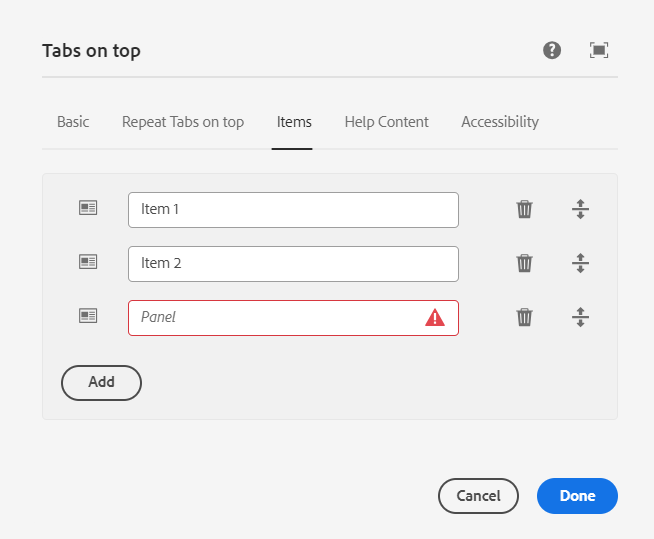 Tabs on top
Basic Repeat Tabs on top Items Help Content Accessibility
Item 1
Item 2
Panel
Add
Cancel Done